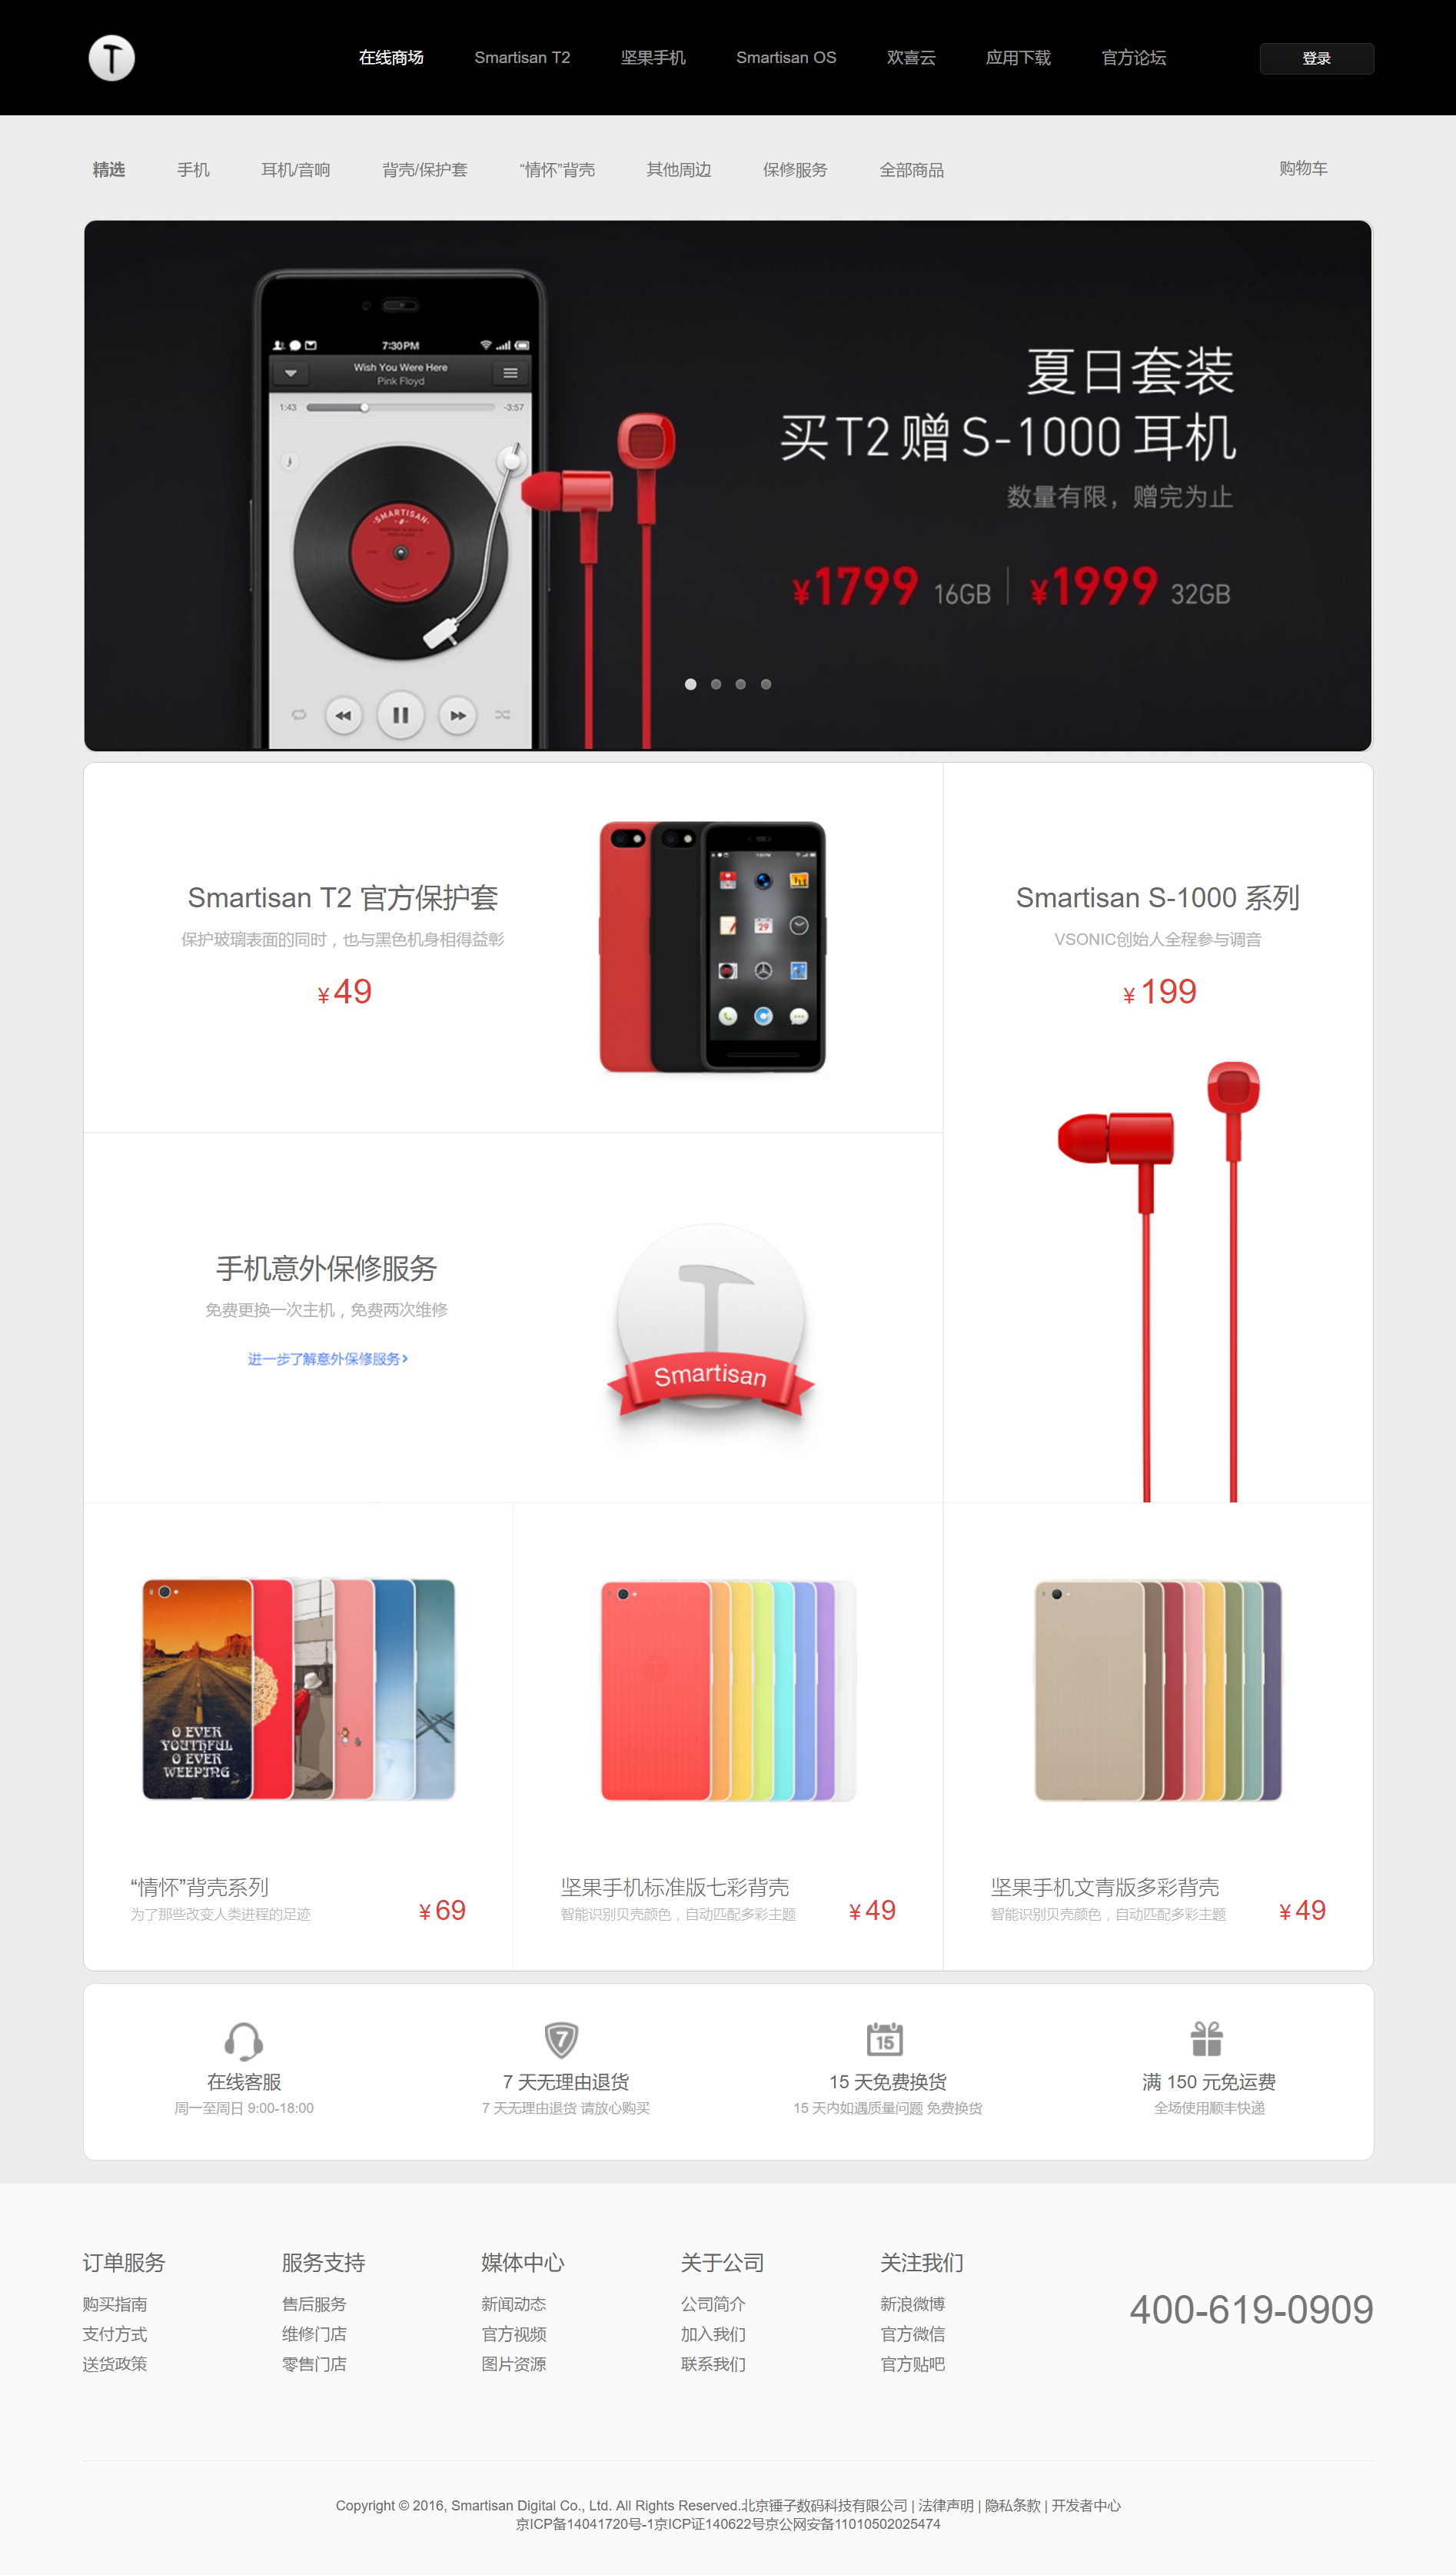 在线商场 Smartisan T2 坚果手机 Smartisan OS 欢喜云 应用下载 官方论坛 登录
精选 手机 耳机/音响 背壳/保护套 “情怀”背壳 其他周边 保修服务 全部商品 购物车
7:30PM
Wish You Were Here
Pink Floyd
1:43 -3:57
SMARTISAN
夏日套装
买T2赠S-1000耳机
数量有限，赠完为止
¥1799 16GB ¥1999 32GB
Smartisan T2 官方保护套
保护玻璃表面的同时，也与黑色机身相得益彰
¥49
29
Smartisan S-1000 系列
VSONIC创始人全程参与调音
¥199
手机意外保修服务
免费更换一次主机，免费两次维修
进一步了解意外保修服务>
Smartisan
O EVER
YOUTHFUL
O EVER
WEEPING
“情怀”背壳系列
为了那些改变人类进程的足迹
¥69
坚果手机标准版七彩背壳
智能识别贝壳颜色，自动匹配多彩主题
¥49
坚果手机文青版多彩背壳
智能识别贝壳颜色，自动匹配多彩主题
¥49
7 15
在线客服 7 天无理由退货 15 天免费换货 满 150 元免运费
周一至周日 9:00-18:00 7 天无理由退货 请放心购买 15 天内如遇质量问题 免费换货 全场使用顺丰快递
订单服务 服务支持 媒体中心 关于公司 关注我们
购买指南 售后服务 新闻动态 公司简介 新浪微博
支付方式 维修门店 官方视频 加入我们 官方微信
送货政策 零售门店 图片资源 联系我们 官方贴吧
400-619-0909
Copyright © 2016, Smartisan Digital Co., Ltd. All Rights Reserved.北京锤子数码科技有限公司 | 法律声明 | 隐私条款 | 开发者中心
京ICP备14041720号-1京ICP证140622号京公网安备11010502025474